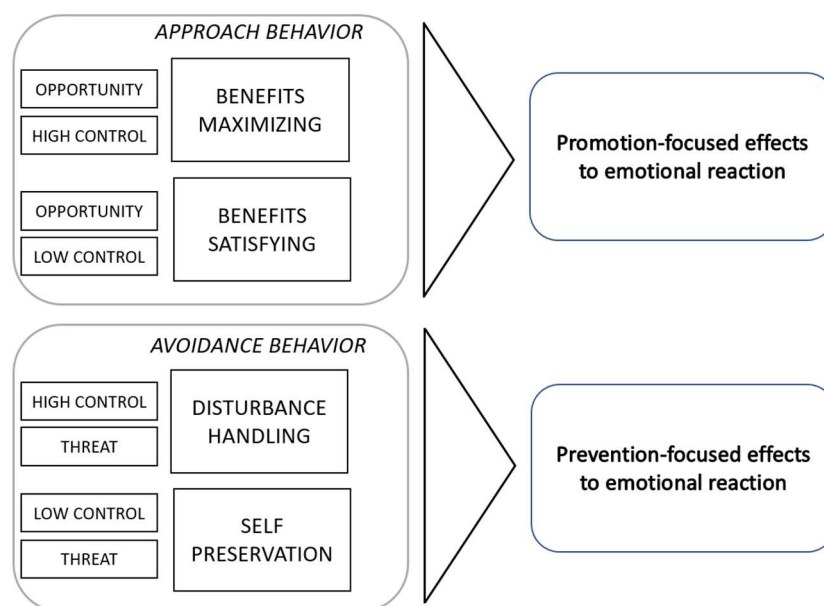 APPROACH BEHAVIOR
OPPORTUNITY
HIGH CONTROL
BENEFITS
MAXIMIZING
OPPORTUNITY
LOW CONTROL
BENEFITS
SATISFYING
Promotion-focused effects
to emotional reaction
AVOIDANCE BEHAVIOR
HIGH CONTROL
THREAT
DISTURBANCE
HANDLING
LOW CONTROL
THREAT
SELF
PRESERVATION
Prevention-focused effects
to emotional reaction